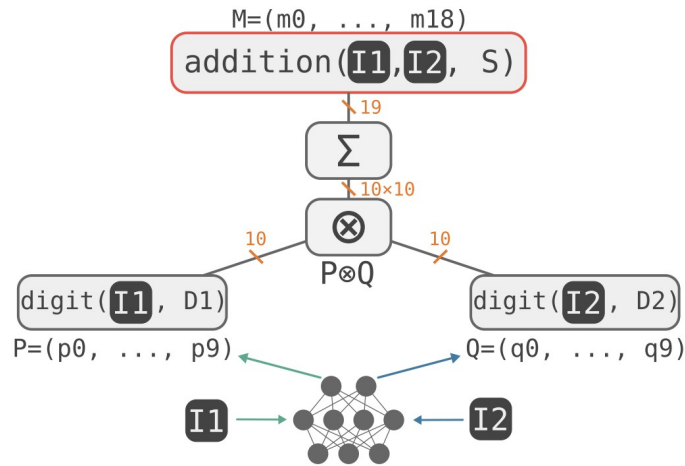 M=(m0, ..., m18)
addition(I1,I2, S)
19
Σ
10×10
⊗
10
10
P⊗Q
digit(I1, D1)
digit(I2, D2)
P=(p0, ..., p9)
Q=(q0, ..., q9)
I1
I2